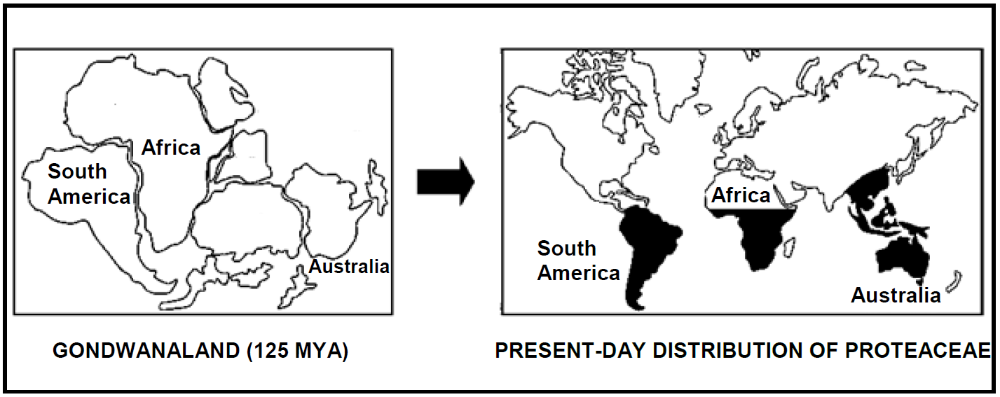 Africa
South
America
Australia
GONDWANALAND (125 MYA)
Africa
South
America
Australia
PRESENT-DAY DISTRIBUTION OF PROTEACEAE